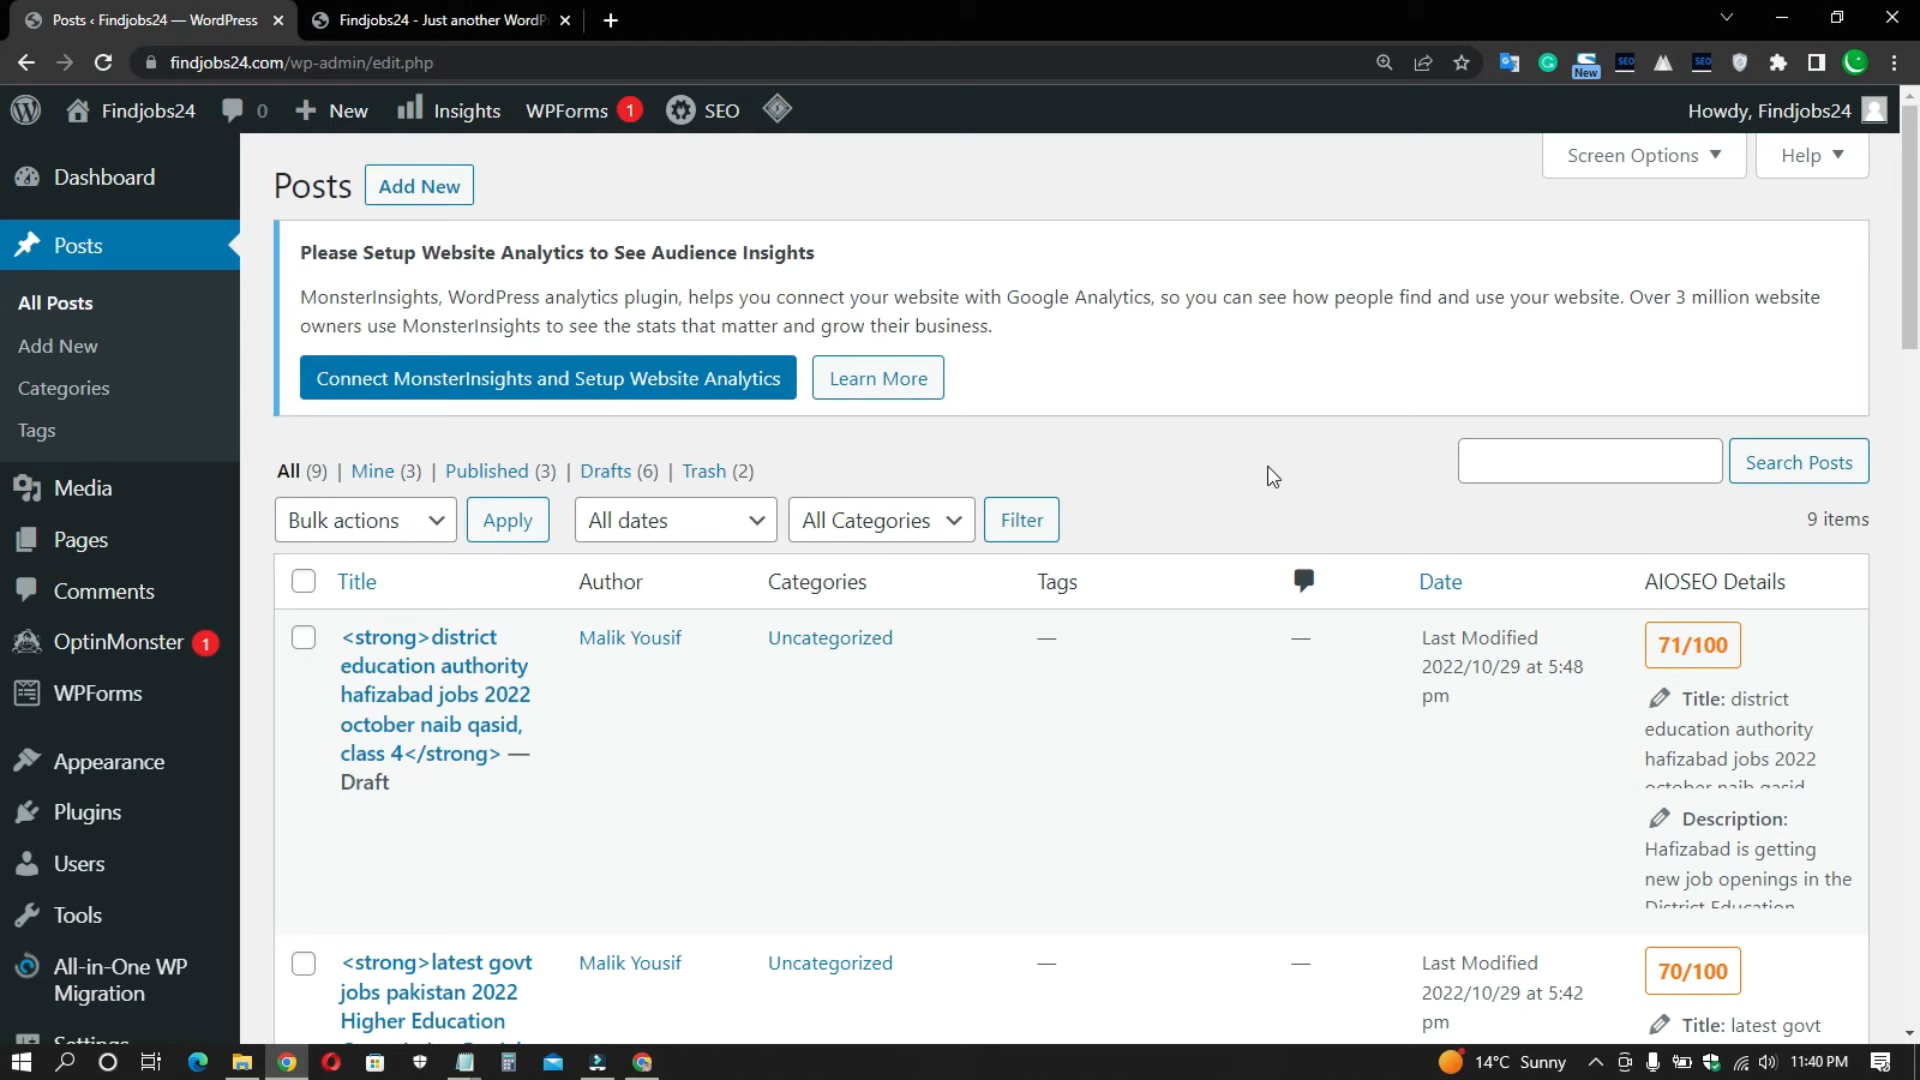 Posts ‹ Findjobs24 — WordPress
Findjobs24 - Just another WordP
findjobs24.com/wp-admin/edit.php
New
SEO
SEO
Findjobs24
0
New
Insights
WPForms 1
SEO
Howdy, Findjobs24
Screen Options
Help
Dashboard
Posts
All Posts
Add New
Categories
Tags
Media
Pages
Comments
OptinMonster 1
WPForms
Appearance
Plugins
Users
Tools
All-in-One WP
Migration
Settings
Posts
Add New
Please Setup Website Analytics to See Audience Insights
MonsterInsights, WordPress analytics plugin, helps you connect your website with Google Analytics, so you can see how people find and use your website. Over 3 million website
owners use MonsterInsights to see the stats that matter and grow their business.
Connect MonsterInsights and Setup Website Analytics
Learn More
All (9) | Mine (3) | Published (3) | Drafts (6) | Trash (2)
Search Posts
Bulk actions
Apply
All dates
All Categories
Filter
9 items
Title
Author
Categories
Tags
Date
AIOSEO Details
<strong>district
education authority
hafizabad jobs 2022
october naib qasid,
class 4</strong> —
Draft
Malik Yousif
Uncategorized
—
—
Last Modified
2022/10/29 at 5:48
pm
71/100
Title: district
education authority
hafizabad jobs 2022
october naib qasid
Description:
Hafizabad is getting
new job openings in the
District Education
<strong>latest govt
jobs pakistan 2022
Higher Education
Malik Yousif
Uncategorized
—
—
Last Modified
2022/10/29 at 5:42
pm
70/100
Title: latest govt
14°C Sunny
11:40 PM